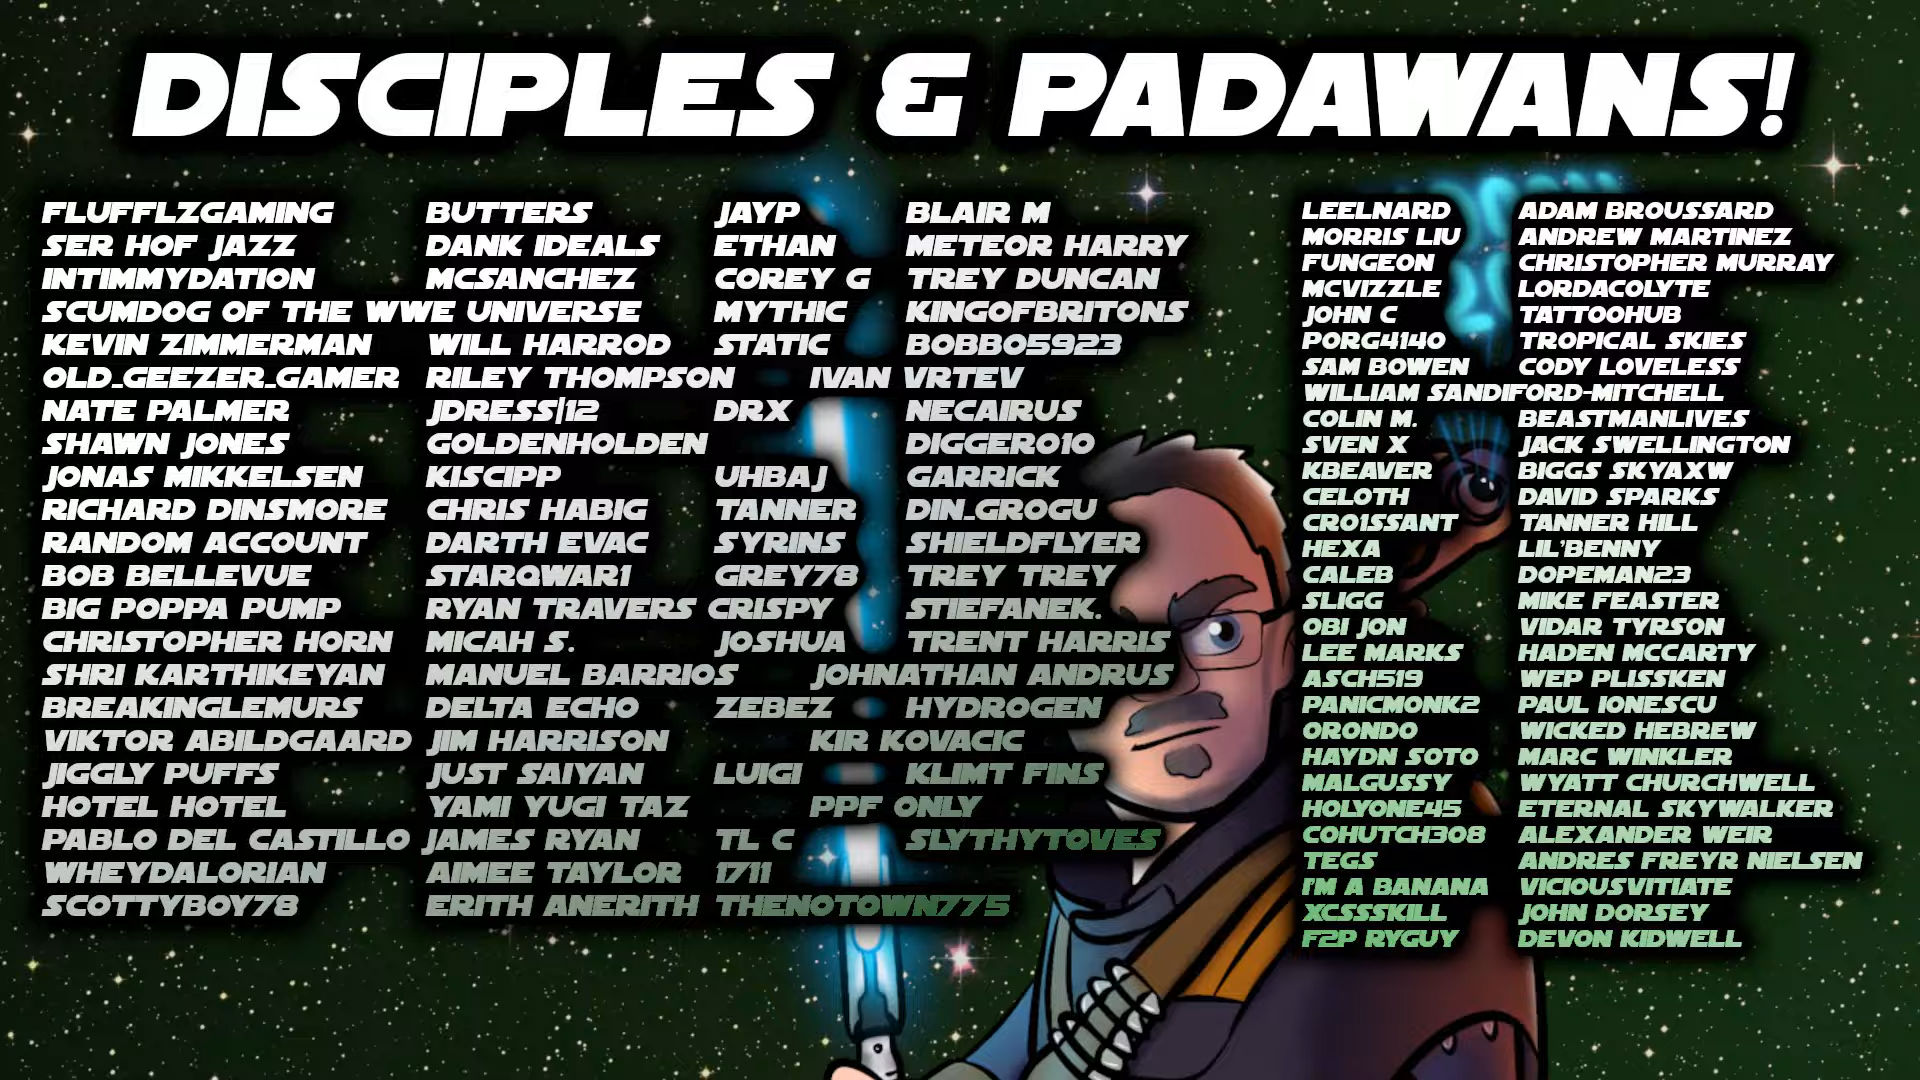 DISCIPLES & PADAWANS!
FLUFFLZGAMING BUTTERS JAYP BLAIR M
SER HOF JAZZ DANK IDEALS ETHAN METEOR HARRY
INTIMMYDATION MCSANCHEZ COREY G TREY DUNCAN
SCUMDOG OF THE WWE UNIVERSE MYTHIC KINGOFBRITONS
KEVIN ZIMMERMAN WILL HARROD STATIC BOBBO5923
OLD_GEEZER_GAMER RILEY THOMPSON IVAN VRTEV
NATE PALMER JDRESS|12 DRX NECAIRUS
SHAWN JONES GOLDENHOLDEN DIGGER010
JONAS MIKKELSEN KISCIPP UHBAJ GARRICK
RICHARD DINSMORE CHRIS HABIG TANNER DIN_GROGU
RANDOM ACCOUNT DARTH EVAC SYRINS SHIELDFLYER
BOB BELLEVUE STARQWAR1 GREY78 TREY TREY
BIG POPPA PUMP RYAN TRAVERS CRISPY STIEFANEK.
CHRISTOPHER HORN MICAH S. JOSHUA TRENT HARRIS
SHRI KARTHIKEYAN MANUEL BARRIOS JOHNATHAN ANDRUS
BREAKINGLEMURS DELTA ECHO ZEBEZ HYDROGEN
VIKTOR ABILDGAARD JIM HARRISON KIR KOVACIC
JIGGLY PUFFS JUST SAIYAN LUIGI KLIMT FINS
HOTEL HOTEL YAMI YUGI TAZ PPF ONLY
PABLO DEL CASTILLO JAMES RYAN TL C SLYTHYTOVES
WHEYDALORIAN AIMEE TAYLOR 1711
SCOTTYBOY78 ERITH ANERITH THENOTOWN775
LEELNARD ADAM BROUSSARD
MORRIS LIU ANDREW MARTINEZ
FUNGEON CHRISTOPHER MURRAY
MCVIZZLE LORDACOLYTE
JOHN C TATTOOHUB
PORG4140 TROPICAL SKIES
SAM BOWEN CODY LOVELESS
WILLIAM SANDIFORD-MITCHELL
COLIN M. BEASTMANLIVES
SVEN X JACK SWELLINGTON
KBEAVER BIGGS SKYAXW
CELOTH DAVID SPARKS
CRO1SSANT TANNER HILL
HEXA LIL'BENNY
CALEB DOPEMAN23
SLIGG MIKE FEASTER
OBI JON VIDAR TYRSON
LEE MARKS HADEN MCCARTY
ASCH519 WEP PLISSKEN
PANICMONK2 PAUL IONESCU
ORONDO WICKED HEBREW
HAYDN SOTO MARC WINKLER
MALGUSSY WYATT CHURCHWELL
HOLYONE45 ETERNAL SKYWALKER
COHUTCH308 ALEXANDER WEIR
TEGS ANDRES FREYR NIELSEN
I'M A BANANA VICIOUSVITIATE
XCSSSKILL JOHN DORSEY
F2P RYGUY DEVON KIDWELL